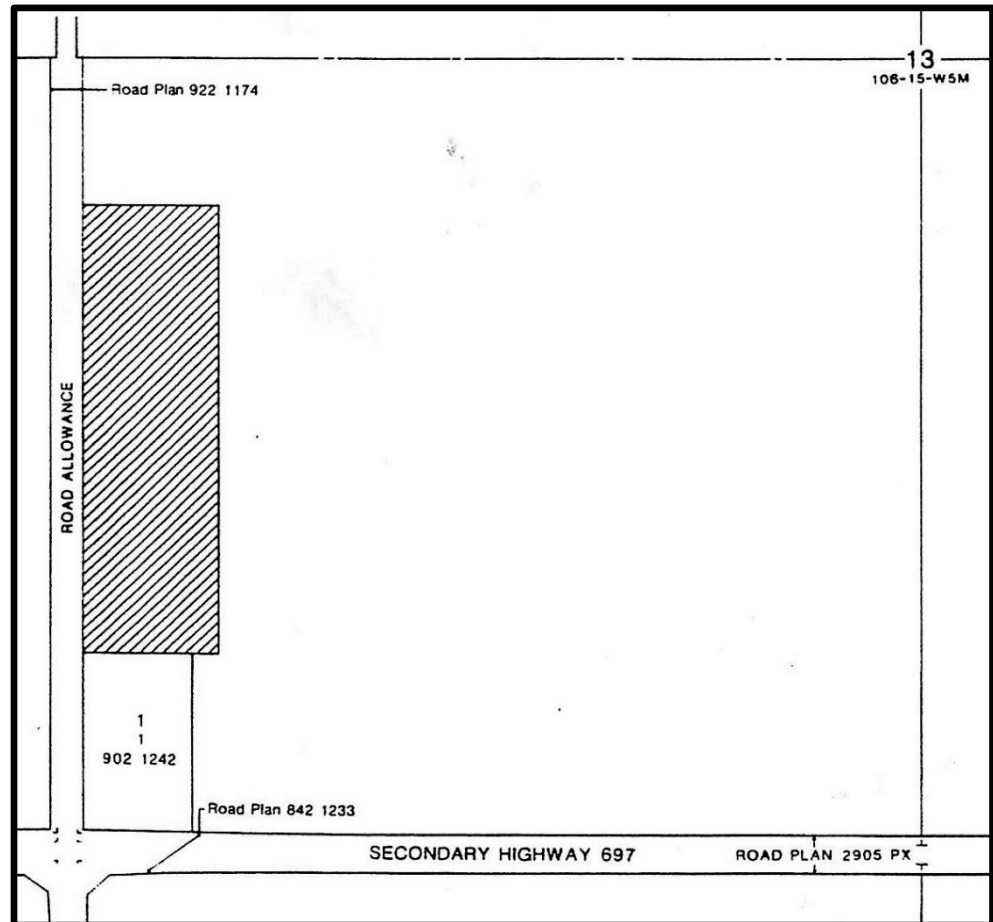 13
106-15-W5M
Road Plan 922 1174
ROAD ALLOWANCE
1
1
902 1242
Road Plan 842 1233
SECONDARY HIGHWAY 697
ROAD PLAN 2905 PX